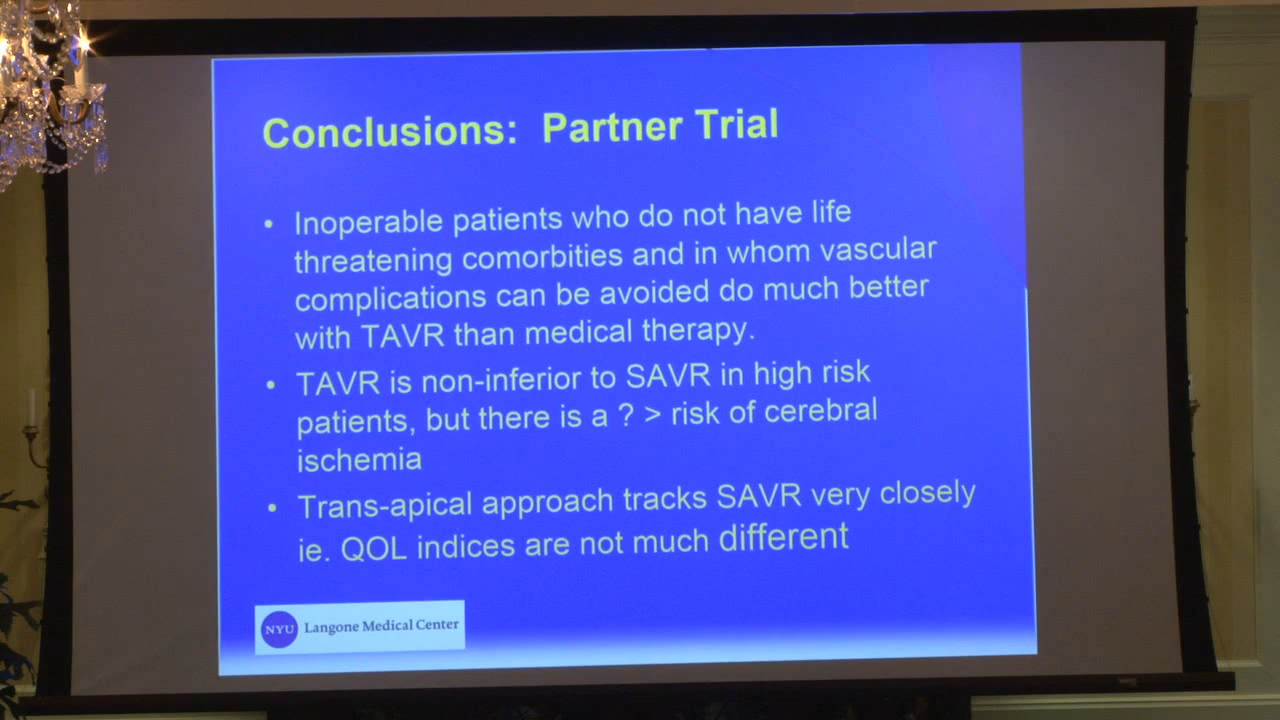 Conclusions: Partner Trial
• Inoperable patients who do not have life
threatening comorbities and in whom vascular
complications can be avoided do much better
with TAVR than medical therapy.
• TAVR is non-inferior to SAVR in high risk
patients, but there is a ? > risk of cerebral
ischemia
• Trans-apical approach tracks SAVR very closely
ie. QOL indices are not much different
NYU Langone Medical Center